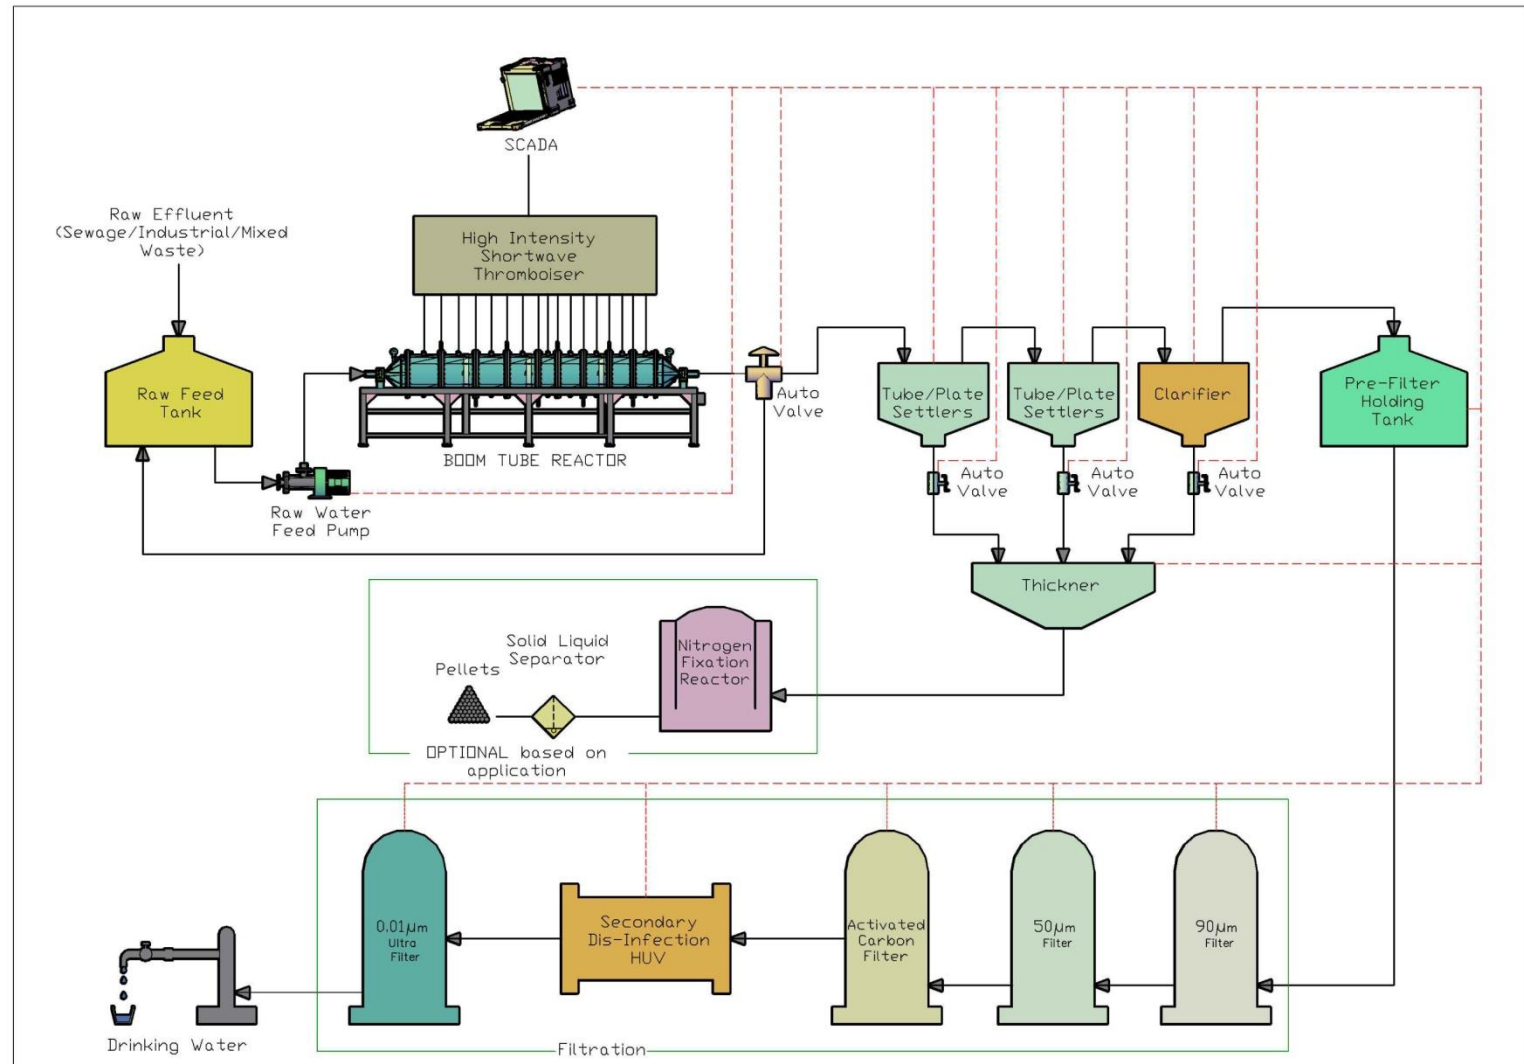 SCADA
Raw Effluent
(Sewage/Industrial/Mixed
Waste)
High Intensity
Shortwave
Thromboiser
Raw Feed
Tank
BOOM TUBE REACTOR
Raw Water
Feed Pump
Auto
Valve
Tube/Plate
Settlers
Tube/Plate
Settlers
Clarifier
Pre-Filter
Holding
Tank
Auto
Valve
Auto
Valve
Auto
Valve
Thickner
Nitrogen
Fixation
Reactor
Solid Liquid
Separator
Pellets
OPTIONAL based on
application
0.01µm
Ultra
Filter
Secondary
Dis-Infection
HUV
Activated
Carbon
Filter
50µm
Filter
90µm
Filter
Drinking Water
Filtration